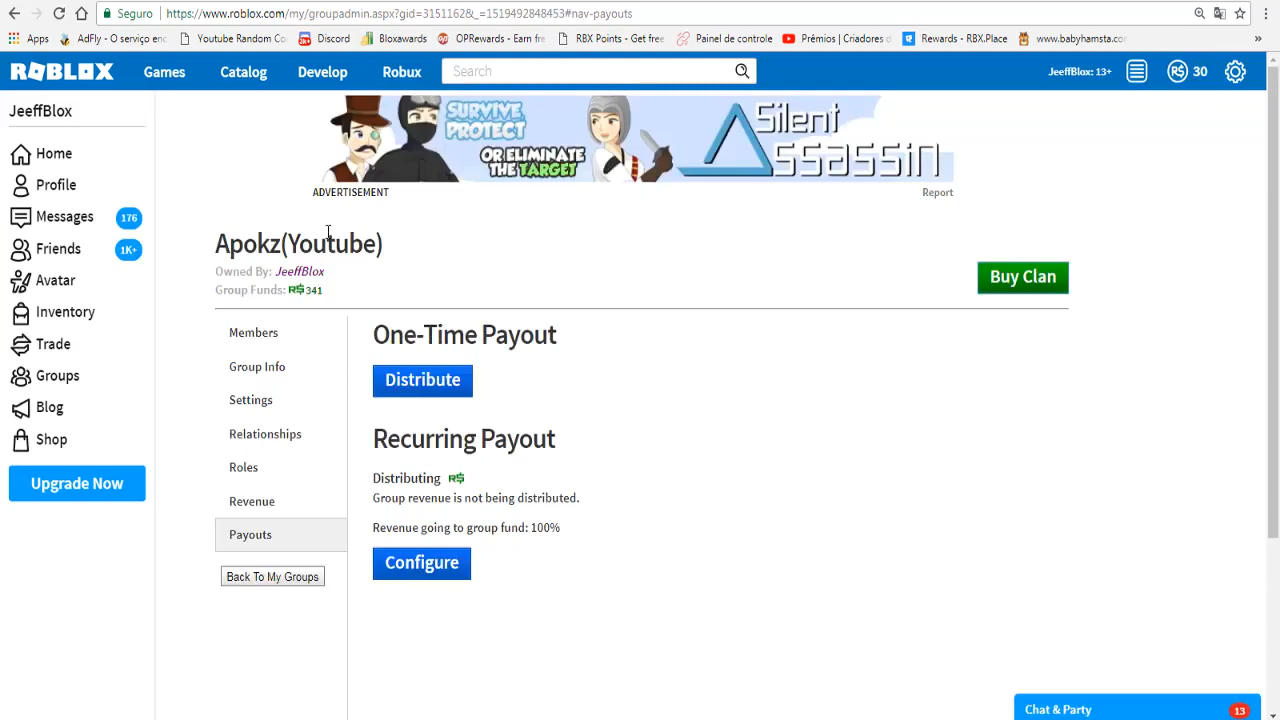 Seguro
https://www.roblox.com/my/groupadmin.aspx?gid=3151162&_=1519492848453#nav-payouts
Apps
AdFly - O serviço enc
Youtube Random Co
Discord
Bloxawards
OPRewards - Earn fre
RBX Points - Get free
Painel de controle
Prêmios | Criadores d
Rewards - RBX.Place
www.babyhamsta.com
»
ROBLOX
Games
Catalog
Develop
Robux
Search
JeeffBlox: 13+
R$ 30
JeeffBlox
SURVIVE
PROTECT
OR ELIMINATE
THE TARGET
Silent
Assassin
ADVERTISEMENT
Report
Home
Profile
Messages 176
Friends 1K+
Avatar
Inventory
Trade
Groups
Blog
Shop
Upgrade Now
Apokz(Youtube)
Owned By: JeeffBlox
Group Funds: R$ 341
Buy Clan
Members
Group Info
Settings
Relationships
Roles
Revenue
Payouts
Back To My Groups
One-Time Payout
Distribute
Recurring Payout
Distributing R$
Group revenue is not being distributed.
Revenue going to group fund: 100%
Configure
Chat & Party 13